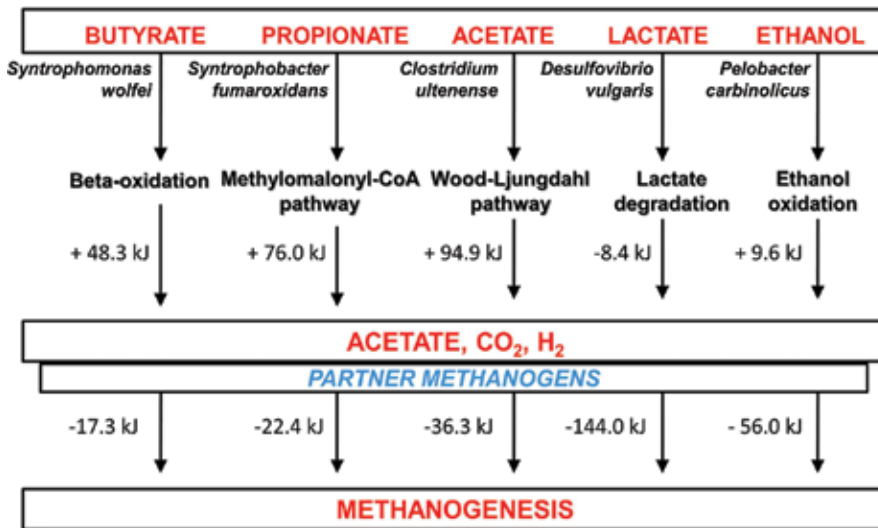 BUTYRATE PROPIONATE ACETATE LACTATE ETHANOL
Syntrophomonas wolfei
Syntrophobacter fumaroxidans
Clostridium ultenense
Desulfovibrio vulgaris
Pelobacter carbinolicus
Beta-oxidation
Methylomalonyl-CoA pathway
Wood-Ljungdahl pathway
Lactate degradation
Ethanol oxidation
+ 48.3 kJ + 76.0 kJ + 94.9 kJ -8.4 kJ + 9.6 kJ
ACETATE, CO₂, H₂
PARTNER METHANOGENS
-17.3 kJ -22.4 kJ -36.3 kJ -144.0 kJ - 56.0 kJ
METHANOGENESIS